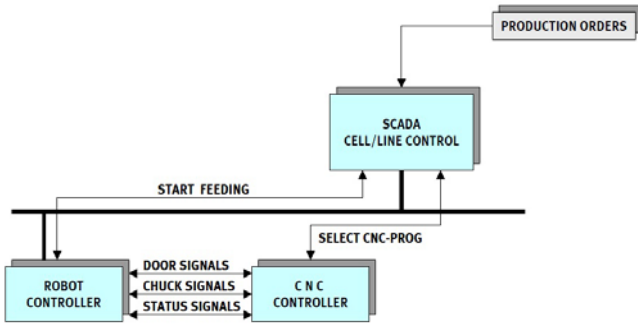 PRODUCTION ORDERS
SCADA
CELL/LINE CONTROL
START FEEDING
SELECT CNC-PROG
ROBOT
CONTROLLER
DOOR SIGNALS
CHUCK SIGNALS
STATUS SIGNALS
C N C
CONTROLLER